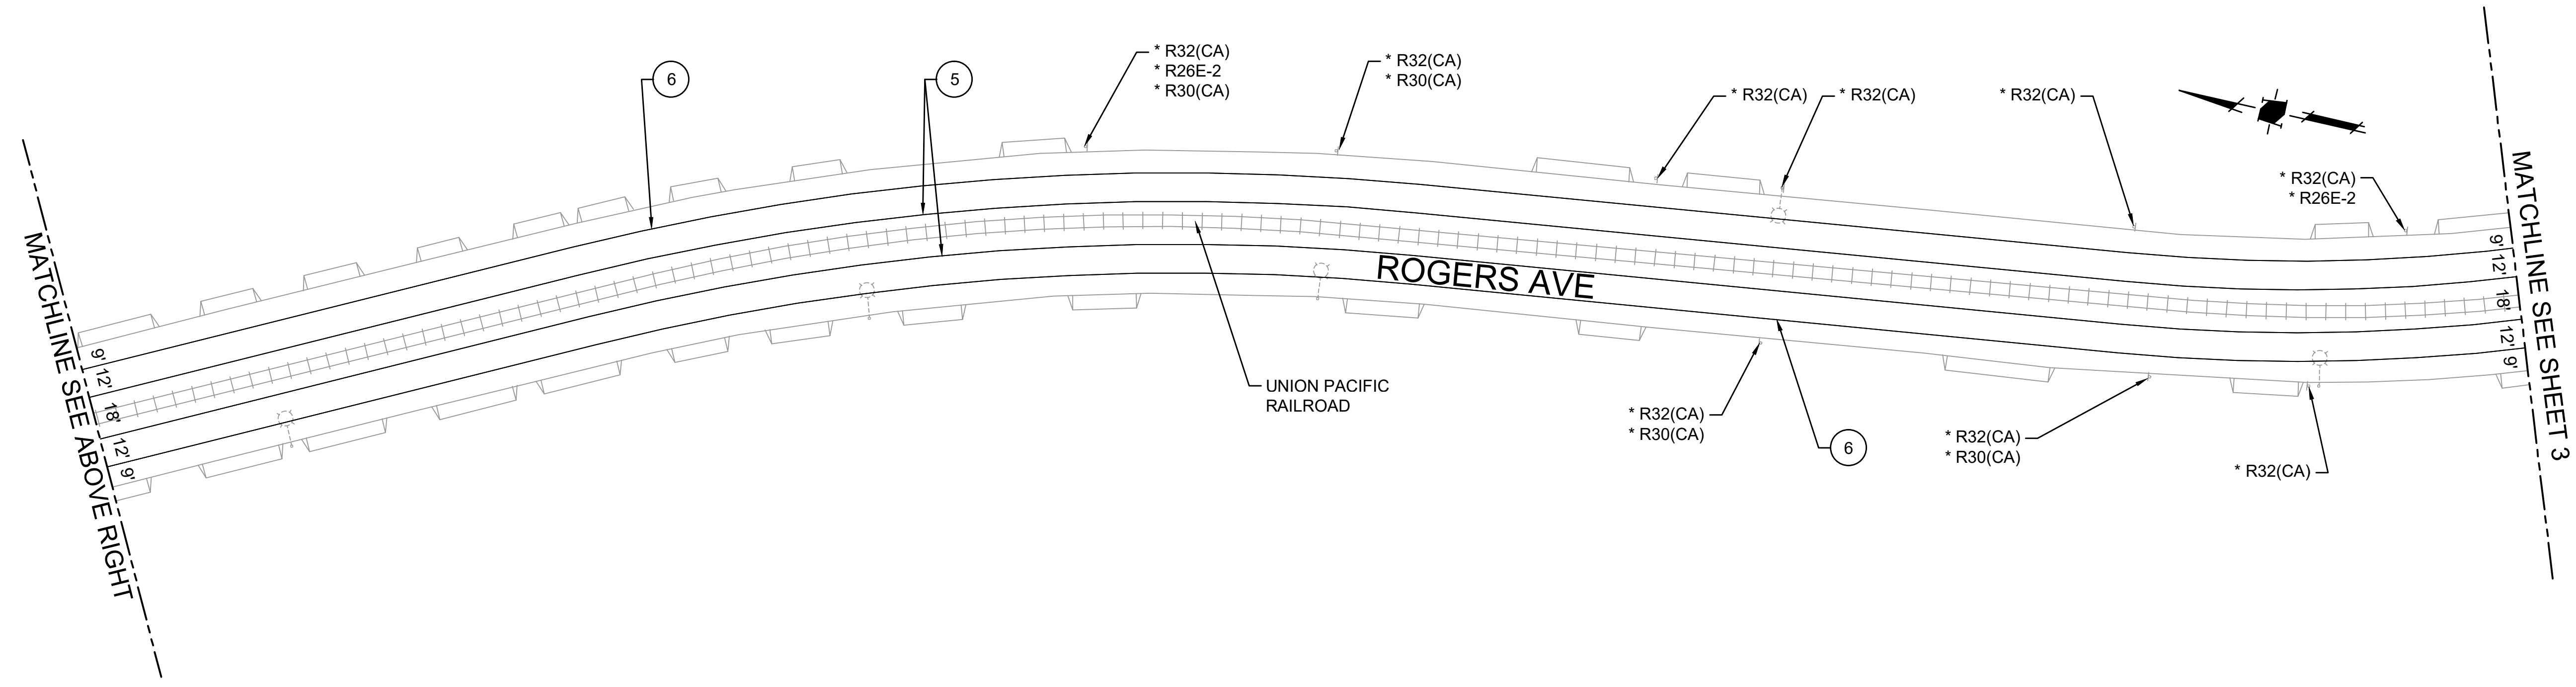 6
5
* R32(CA)
* R26E-2
* R30(CA)
* R32(CA)
* R30(CA)
* R32(CA)
* R32(CA)
* R32(CA)
* R32(CA)
* R26E-2
MATCHLINE SEE ABOVE RIGHT
9'
12'
18'
12'
9'
ROGERS AVE
UNION PACIFIC
RAILROAD
* R32(CA)
* R30(CA)
6
* R32(CA)
* R30(CA)
* R32(CA)
9'
12'
18'
12'
9'
MATCHLINE SEE SHEET 3